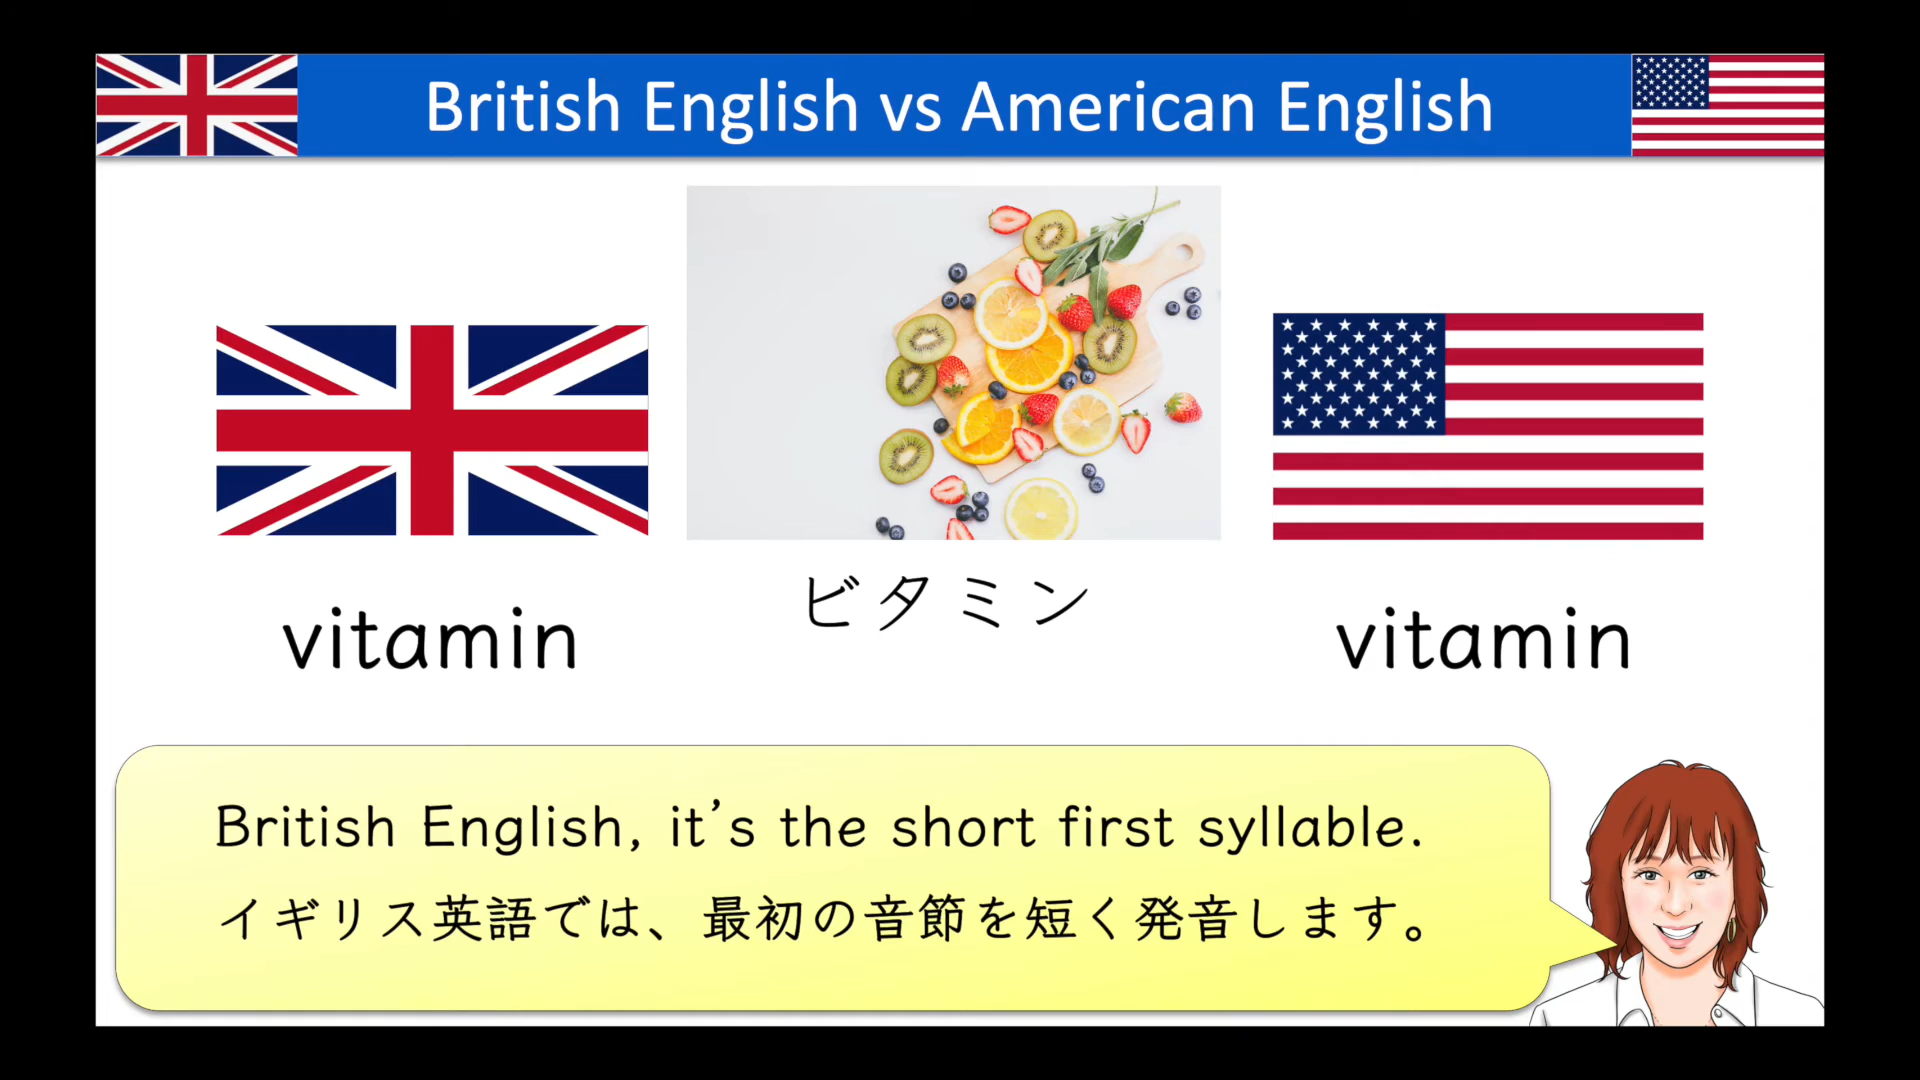 British English vs American English
ビタミン
vitamin
vitamin
British English, it's the short first syllable.
イギリス英語では、最初の音節を短く発音します。